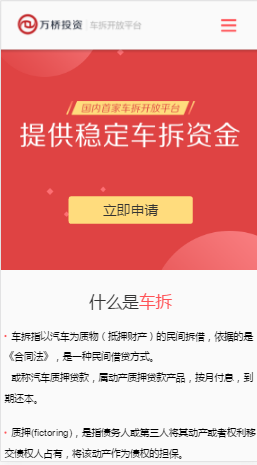 万桥投资 车拆开放平台
国内首家车拆开放平台
提供稳定车拆资金
立即申请
什么是车拆
· 车拆指以汽车为质物(抵押财产)的民间拆借,依据的是
《合同法》,是一种民间借贷方式。
或称汽车质押贷款,属动产质押贷款产品,按月付息,到
期还本。
· 质押(fictoring),是指债务人或第三人将其动产或者权利移
交债权人占有,将该动产作为债权的担保。